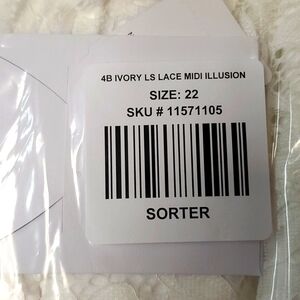 4B IVORY LS LACE MIDI ILLUSION
SIZE: 22
SKU # 11571105
SORTER